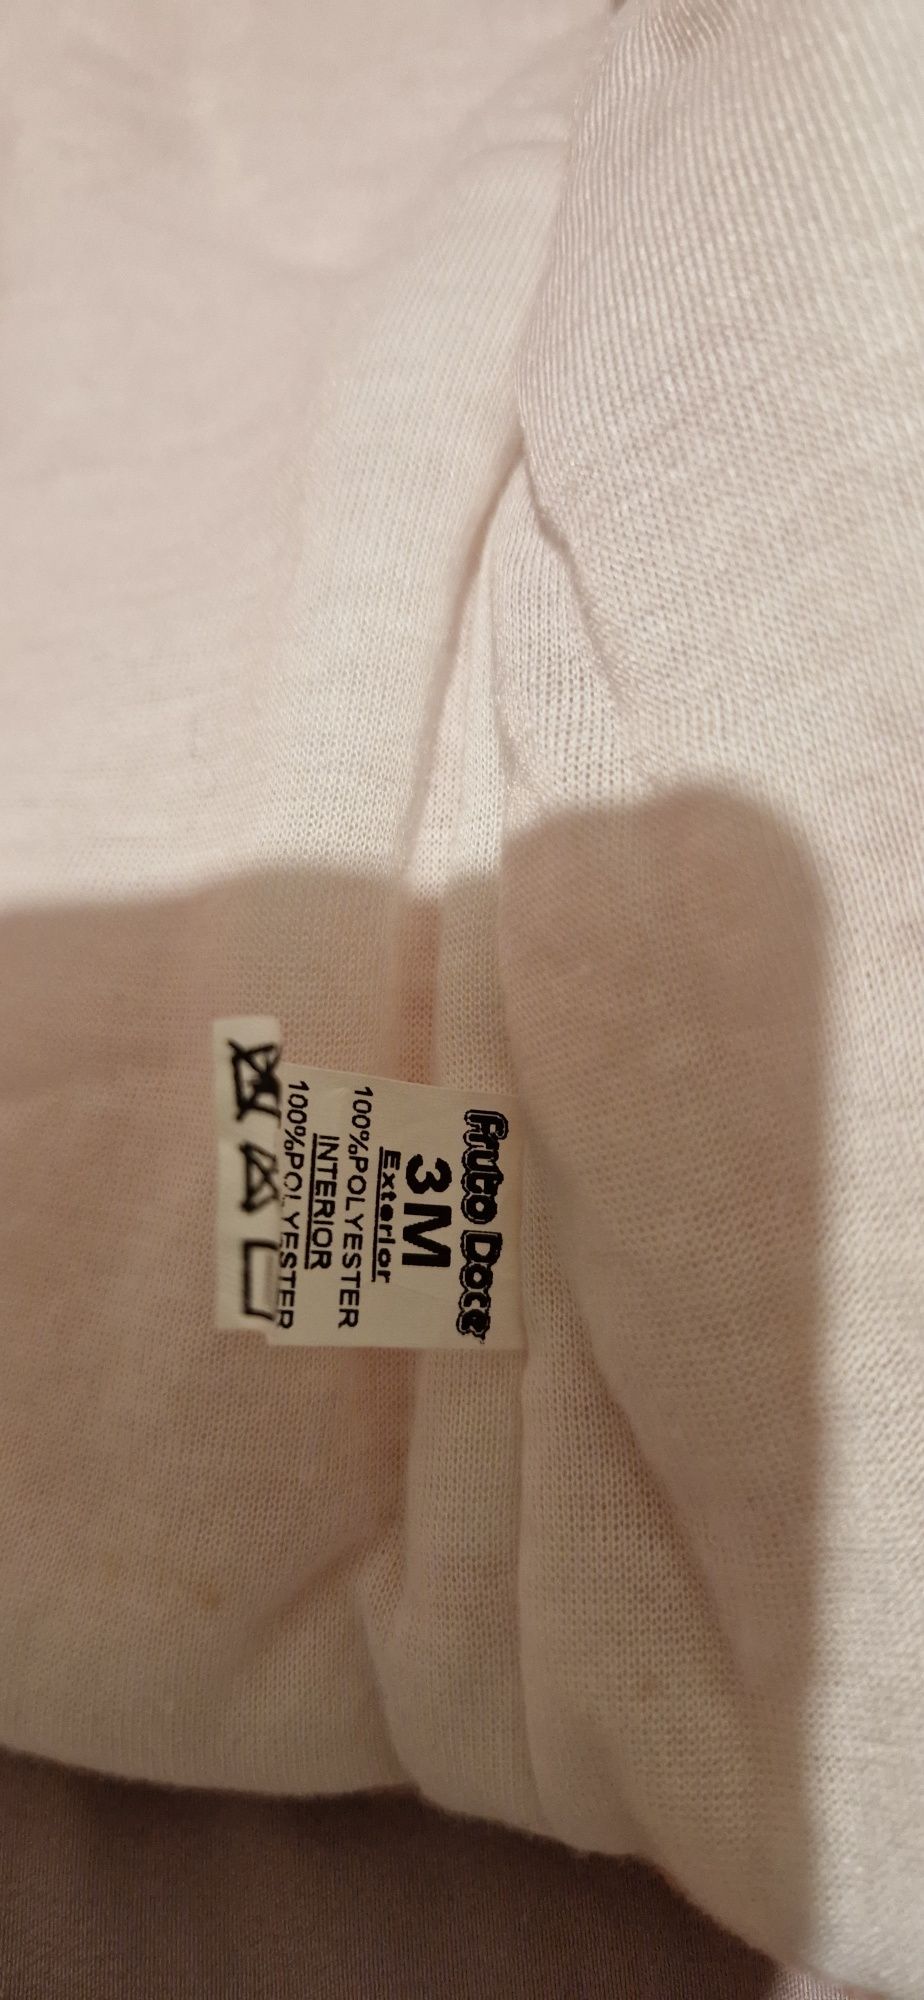 Fruto Doce
3M
Exterior
100%POLYESTER
INTERIOR
100%POLYESTER